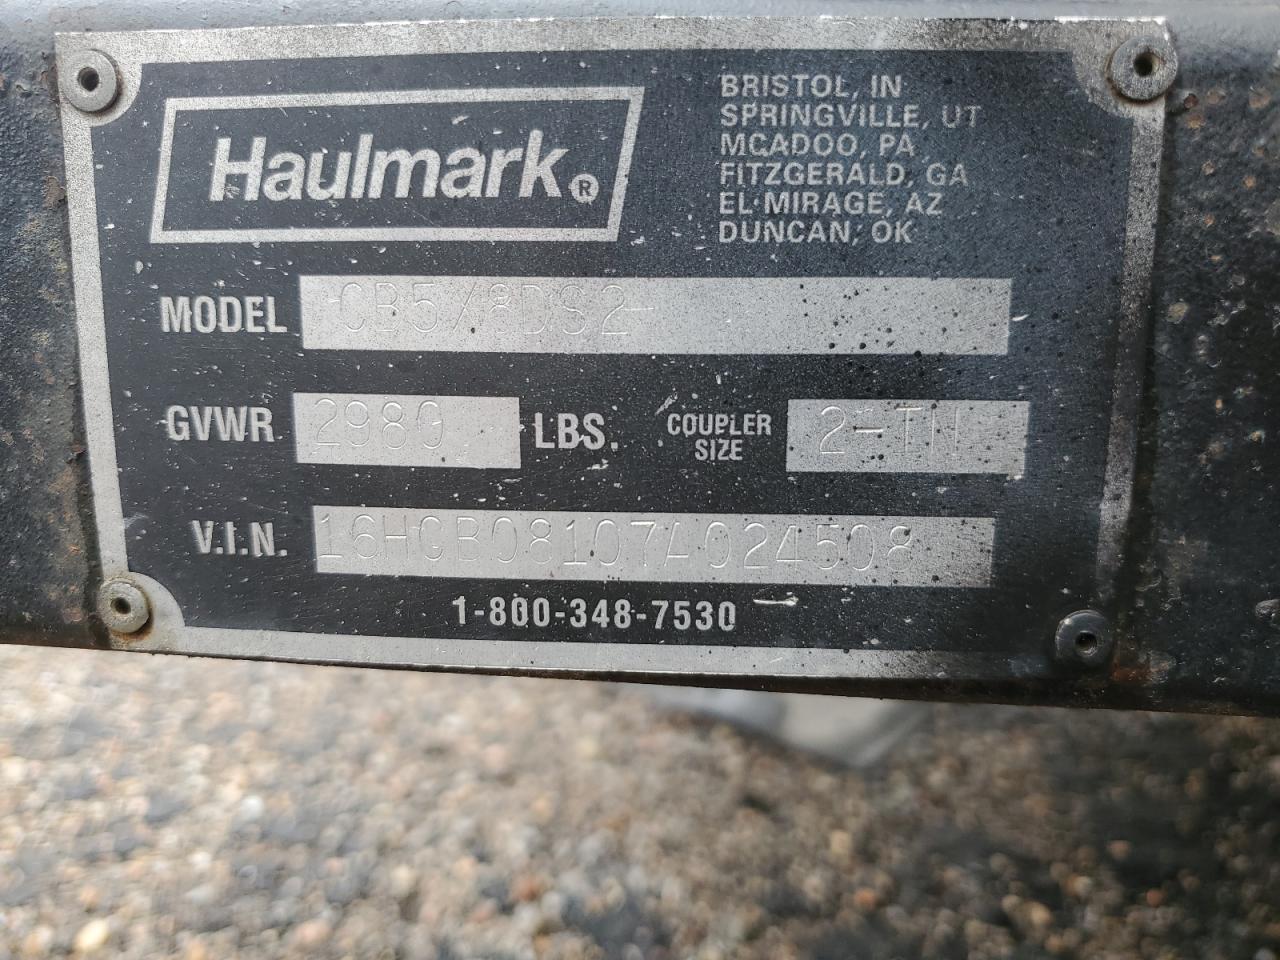 Haulmark®
BRISTOL, IN
SPRINGVILLE, UT
MCADOO, PA
FITZGERALD, GA
EL MIRAGE, AZ
DUNCAN, OK
MODEL CB5X8DS2
GVWR 2980 LBS. COUPLER SIZE 2-IN
V.I.N. 16HGB08107A024508
1-800-348-7530